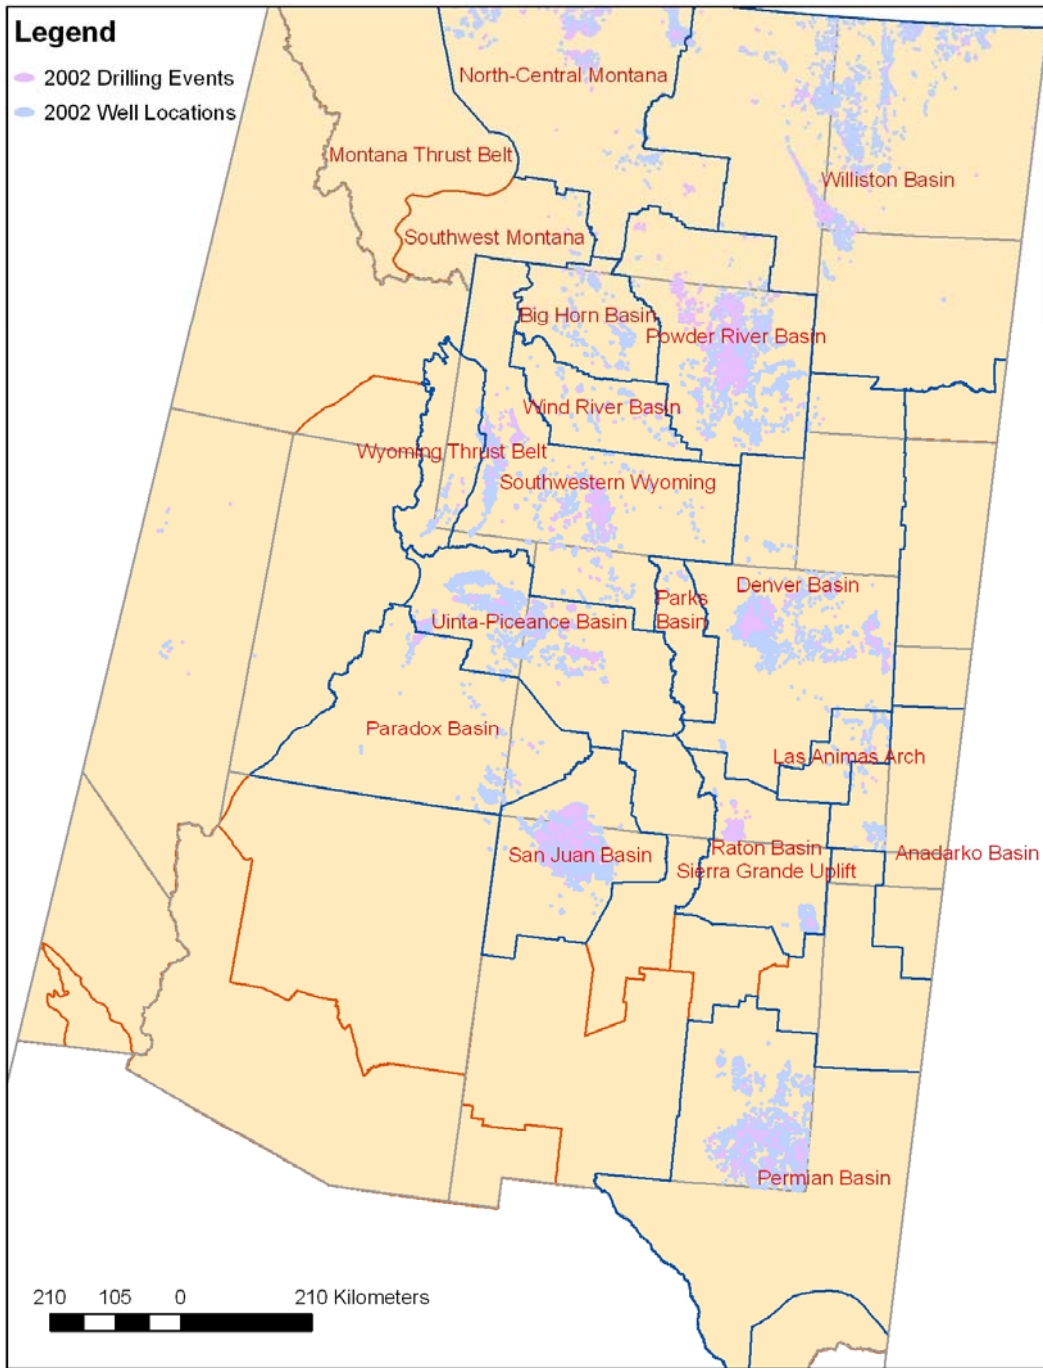 Legend
2002 Drilling Events
2002 Well Locations
North-Central Montana
Montana Thrust Belt
Williston Basin
Southwest Montana
Big Horn Basin
Powder River Basin
Wind River Basin
Wyoming Thrust Belt
Southwestern Wyoming
Denver Basin
Parks
Basin
Uinta-Piceance Basin
Paradox Basin
Las Animas Arch
San Juan Basin
Raton Basin
Sierra Grande Uplift
Anadarko Basin
Permian Basin
210 105 0 210 Kilometers